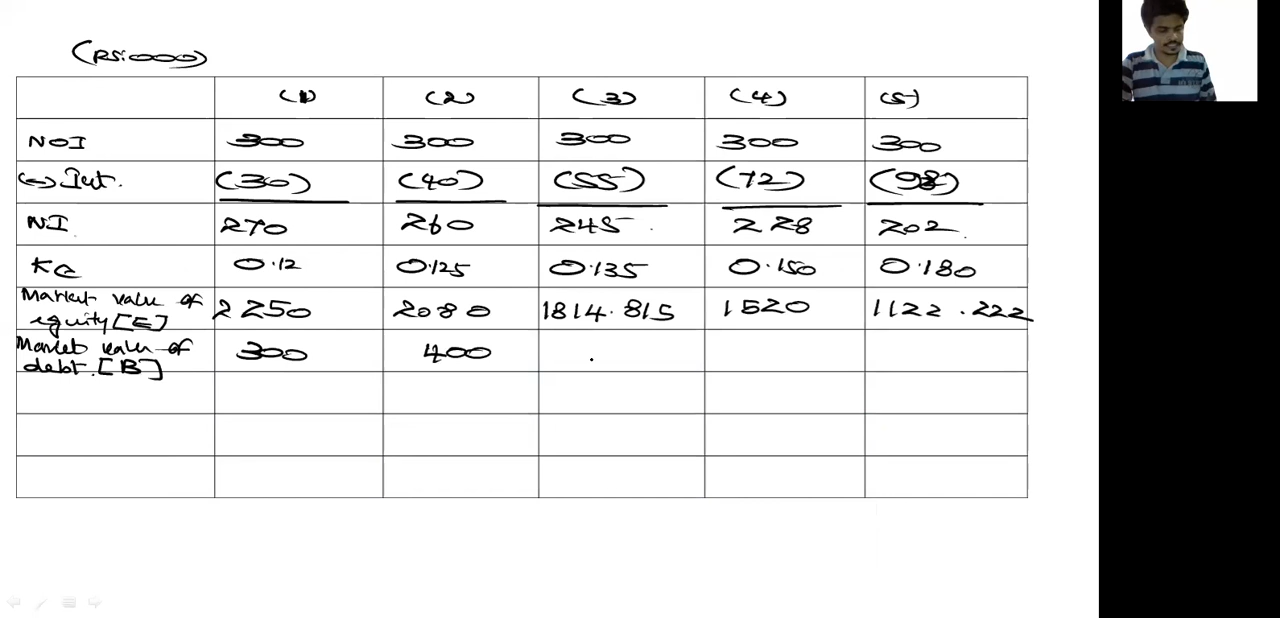 (RS:000)
(1) (2) (3) (4) (5)
NOI 300 300 300 300 300
(-) Int. (30) (40) (55) (72) (98)
NI. 270 260 245 228 202
Ke 0.12 0.125 0.135 0.150 0.180
Market value of equity [E] 2250 2080 1814.815 1520 1122.222
Market value of debt. [B] 300 400